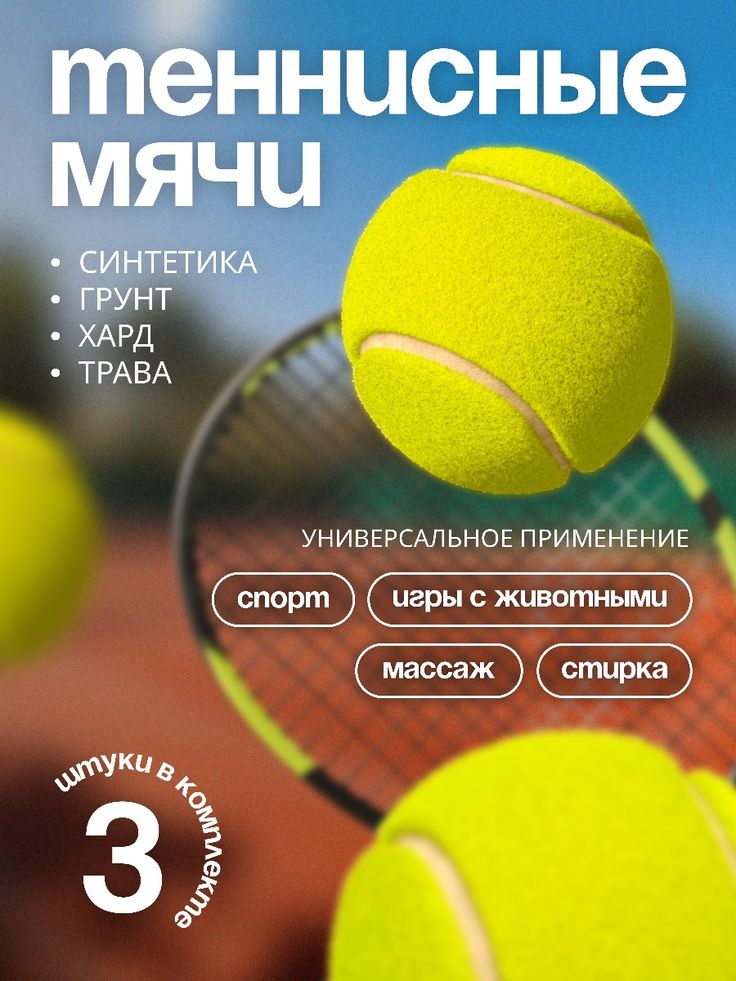 теннисные
мячи
• СИНТЕТИКА
• ГРУНТ
• ХАРД
• ТРАВА
УНИВЕРСАЛЬНОЕ ПРИМЕНЕНИЕ
спорт
игры с животными
массаж
стирка
штуки в комплекте
3